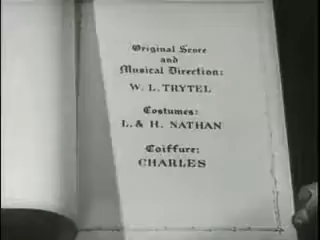 Original Score
and
Musical Direction:
W. L. TRYTEL
Costumes:
L. & H. NATHAN
Coiffure:
CHARLES